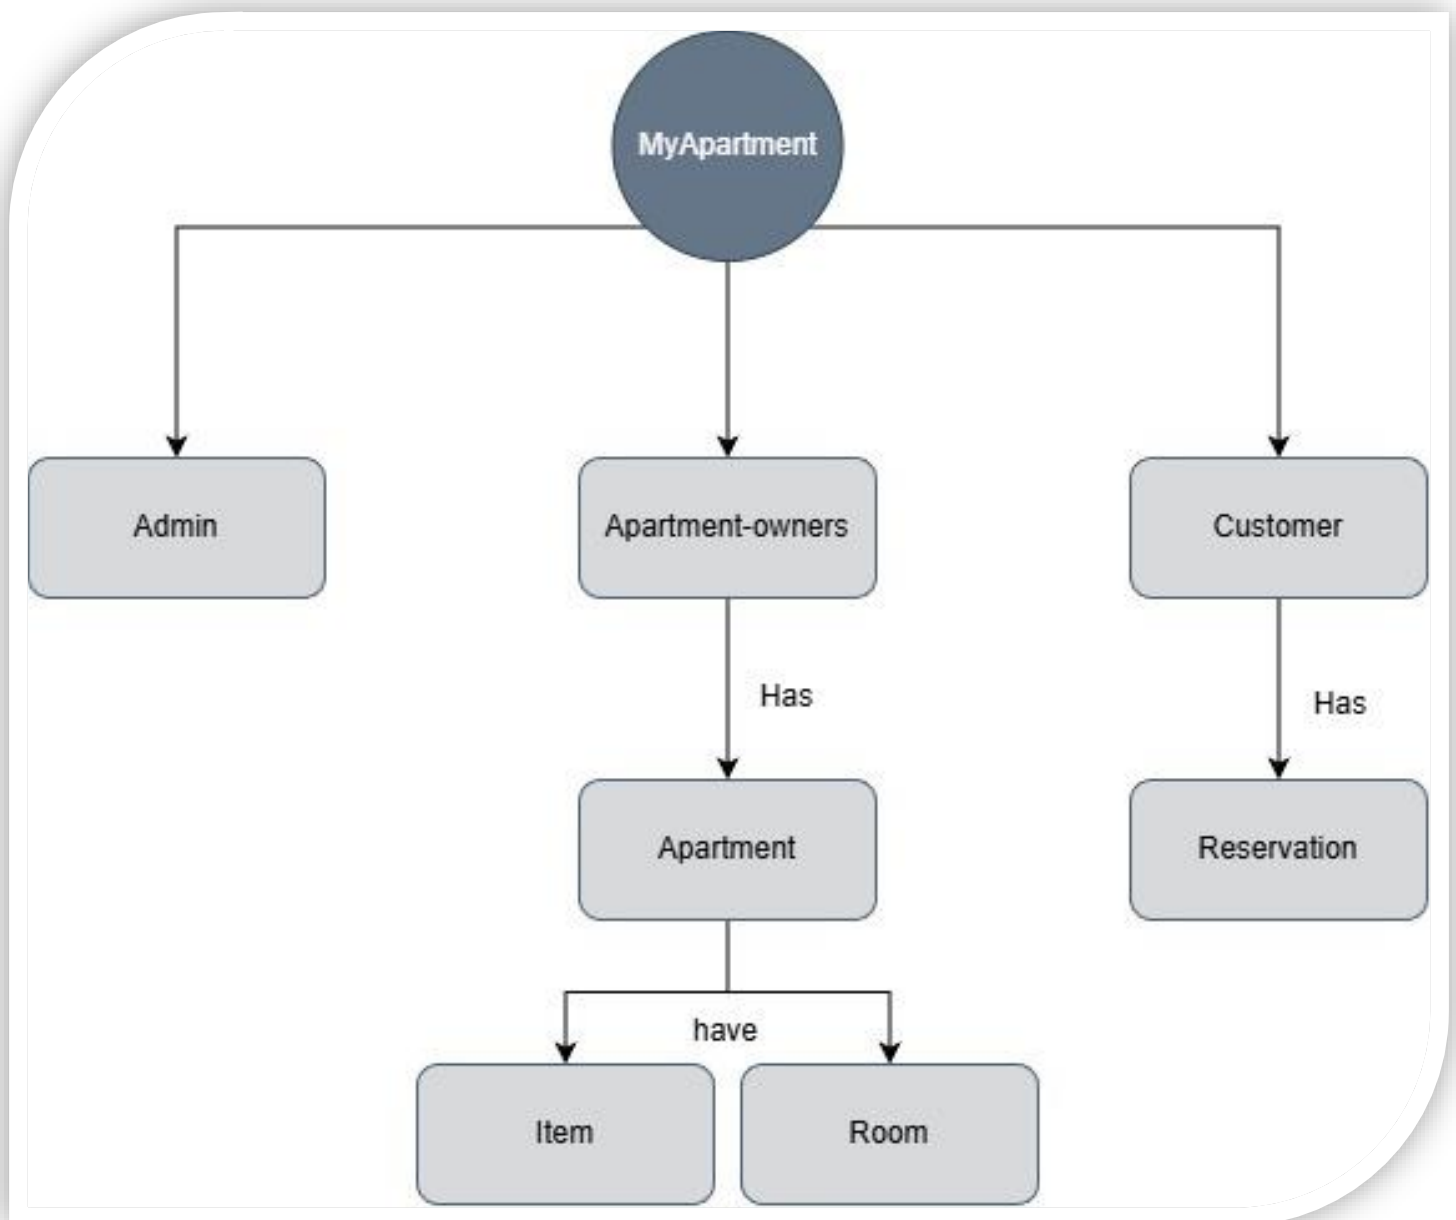 MyApartment
Admin
Apartment-owners
Customer
Has
Has
Apartment
Reservation
have
Item
Room